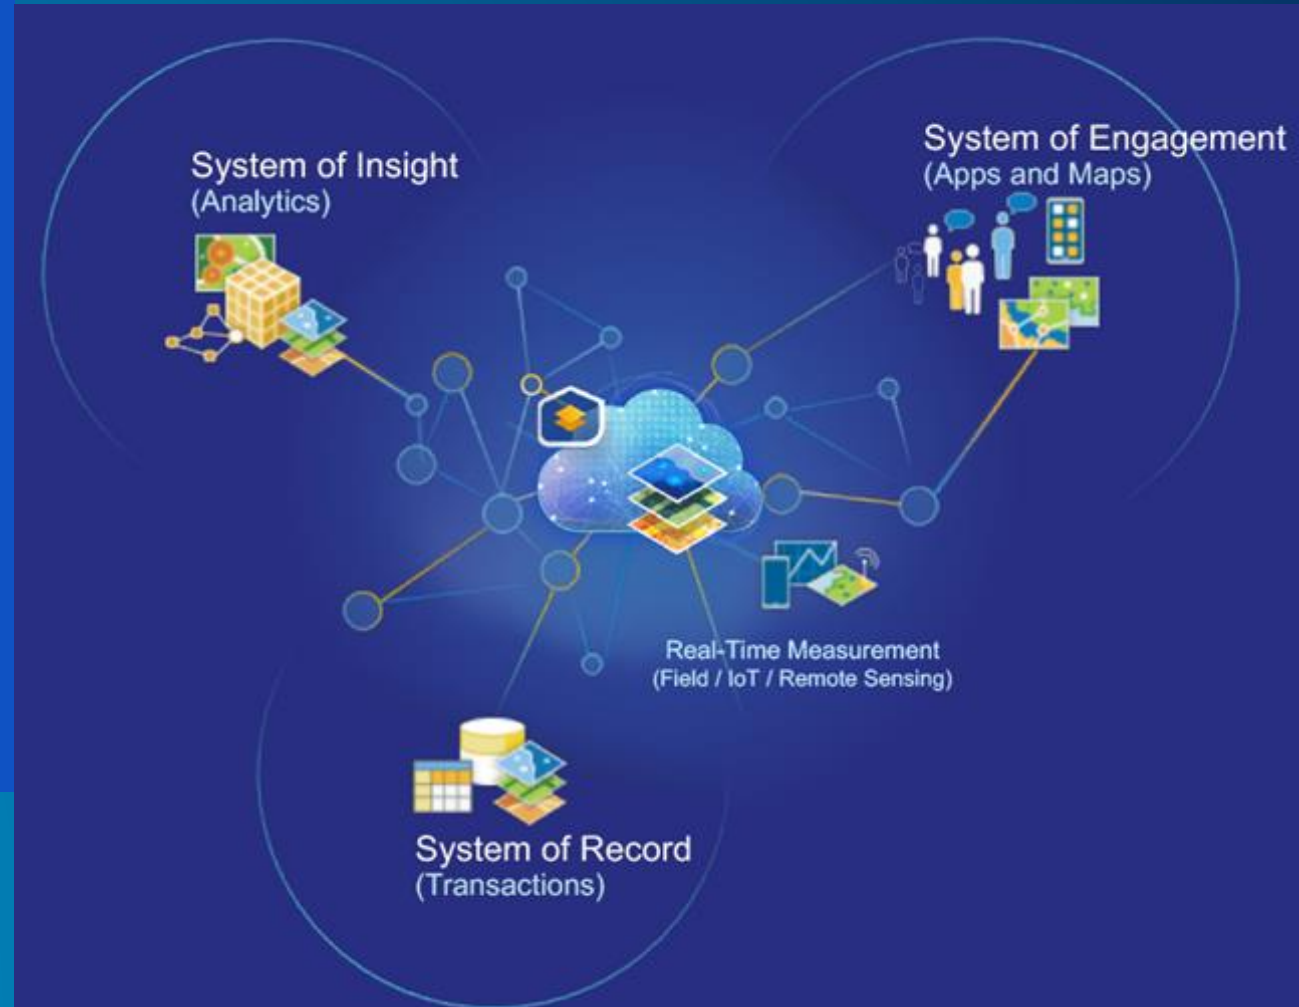 System of Insight
(Analytics)
System of Engagement
(Apps and Maps)
Real-Time Measurement
(Field / IoT / Remote Sensing)
System of Record
(Transactions)